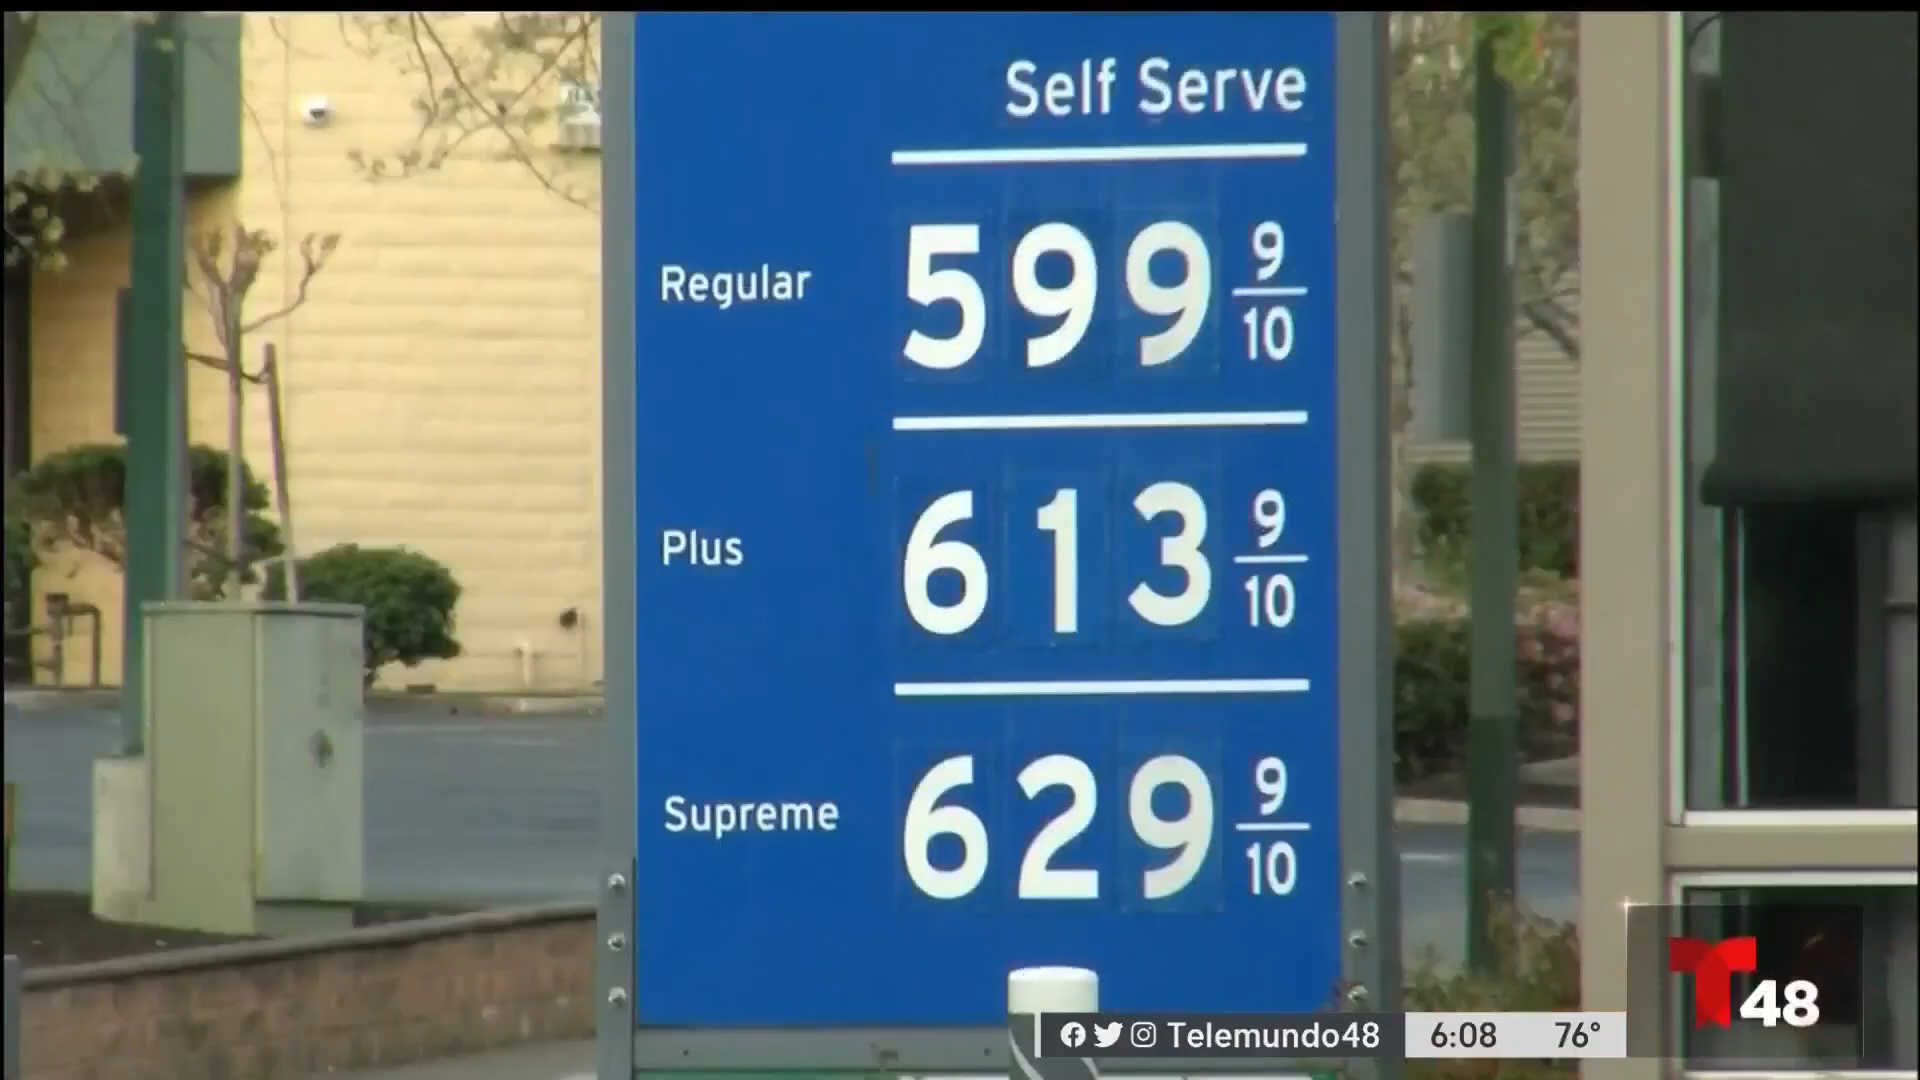 Self Serve
Regular 599 9/10
Plus 613 9/10
Supreme 629 9/10
T 48
Telemundo48 6:08 76°